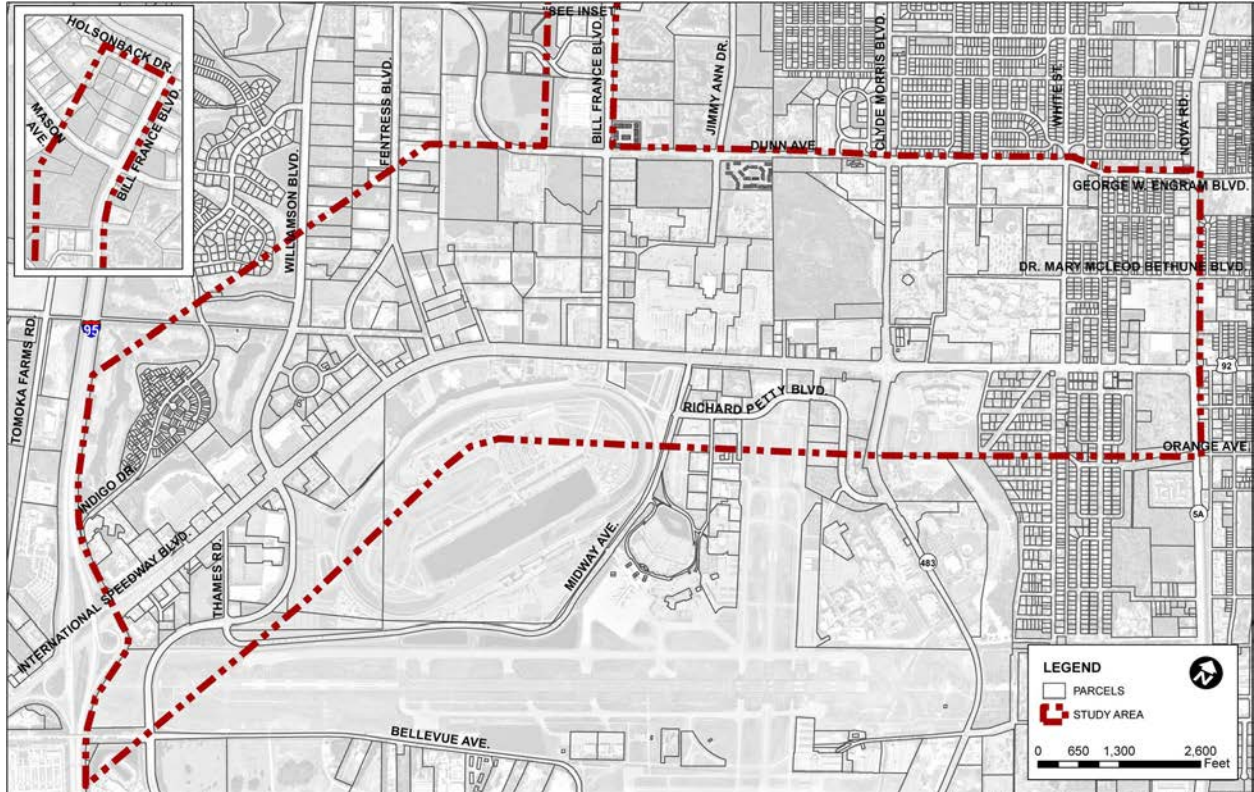 HOLSONBACK DR.
MASON AVE.
BILL FRANCE BLVD.
SEE INSET
BILL FRANCE BLVD.
FENTRESS BLVD.
WILLIAMSON BLVD.
JIMMY ANN DR.
CLYDE MORRIS BLVD.
WHITE ST.
NOVA RD.
DUNN AVE.
GEORGE W. ENGRAM BLVD.
DR. MARY MCLEOD BETHUNE BLVD.
TOMOKA FARMS RD.
95
92
RICHARD PETTY BLVD.
ORANGE AVE.
INDIGO DR.
5A
INTERNATIONAL SPEEDWAY BLVD.
THAMES RD.
MIDWAY AVE.
483
BELLEVUE AVE.
LEGEND
N
PARCELS
STUDY AREA
0 650 1,300 2,600
Feet